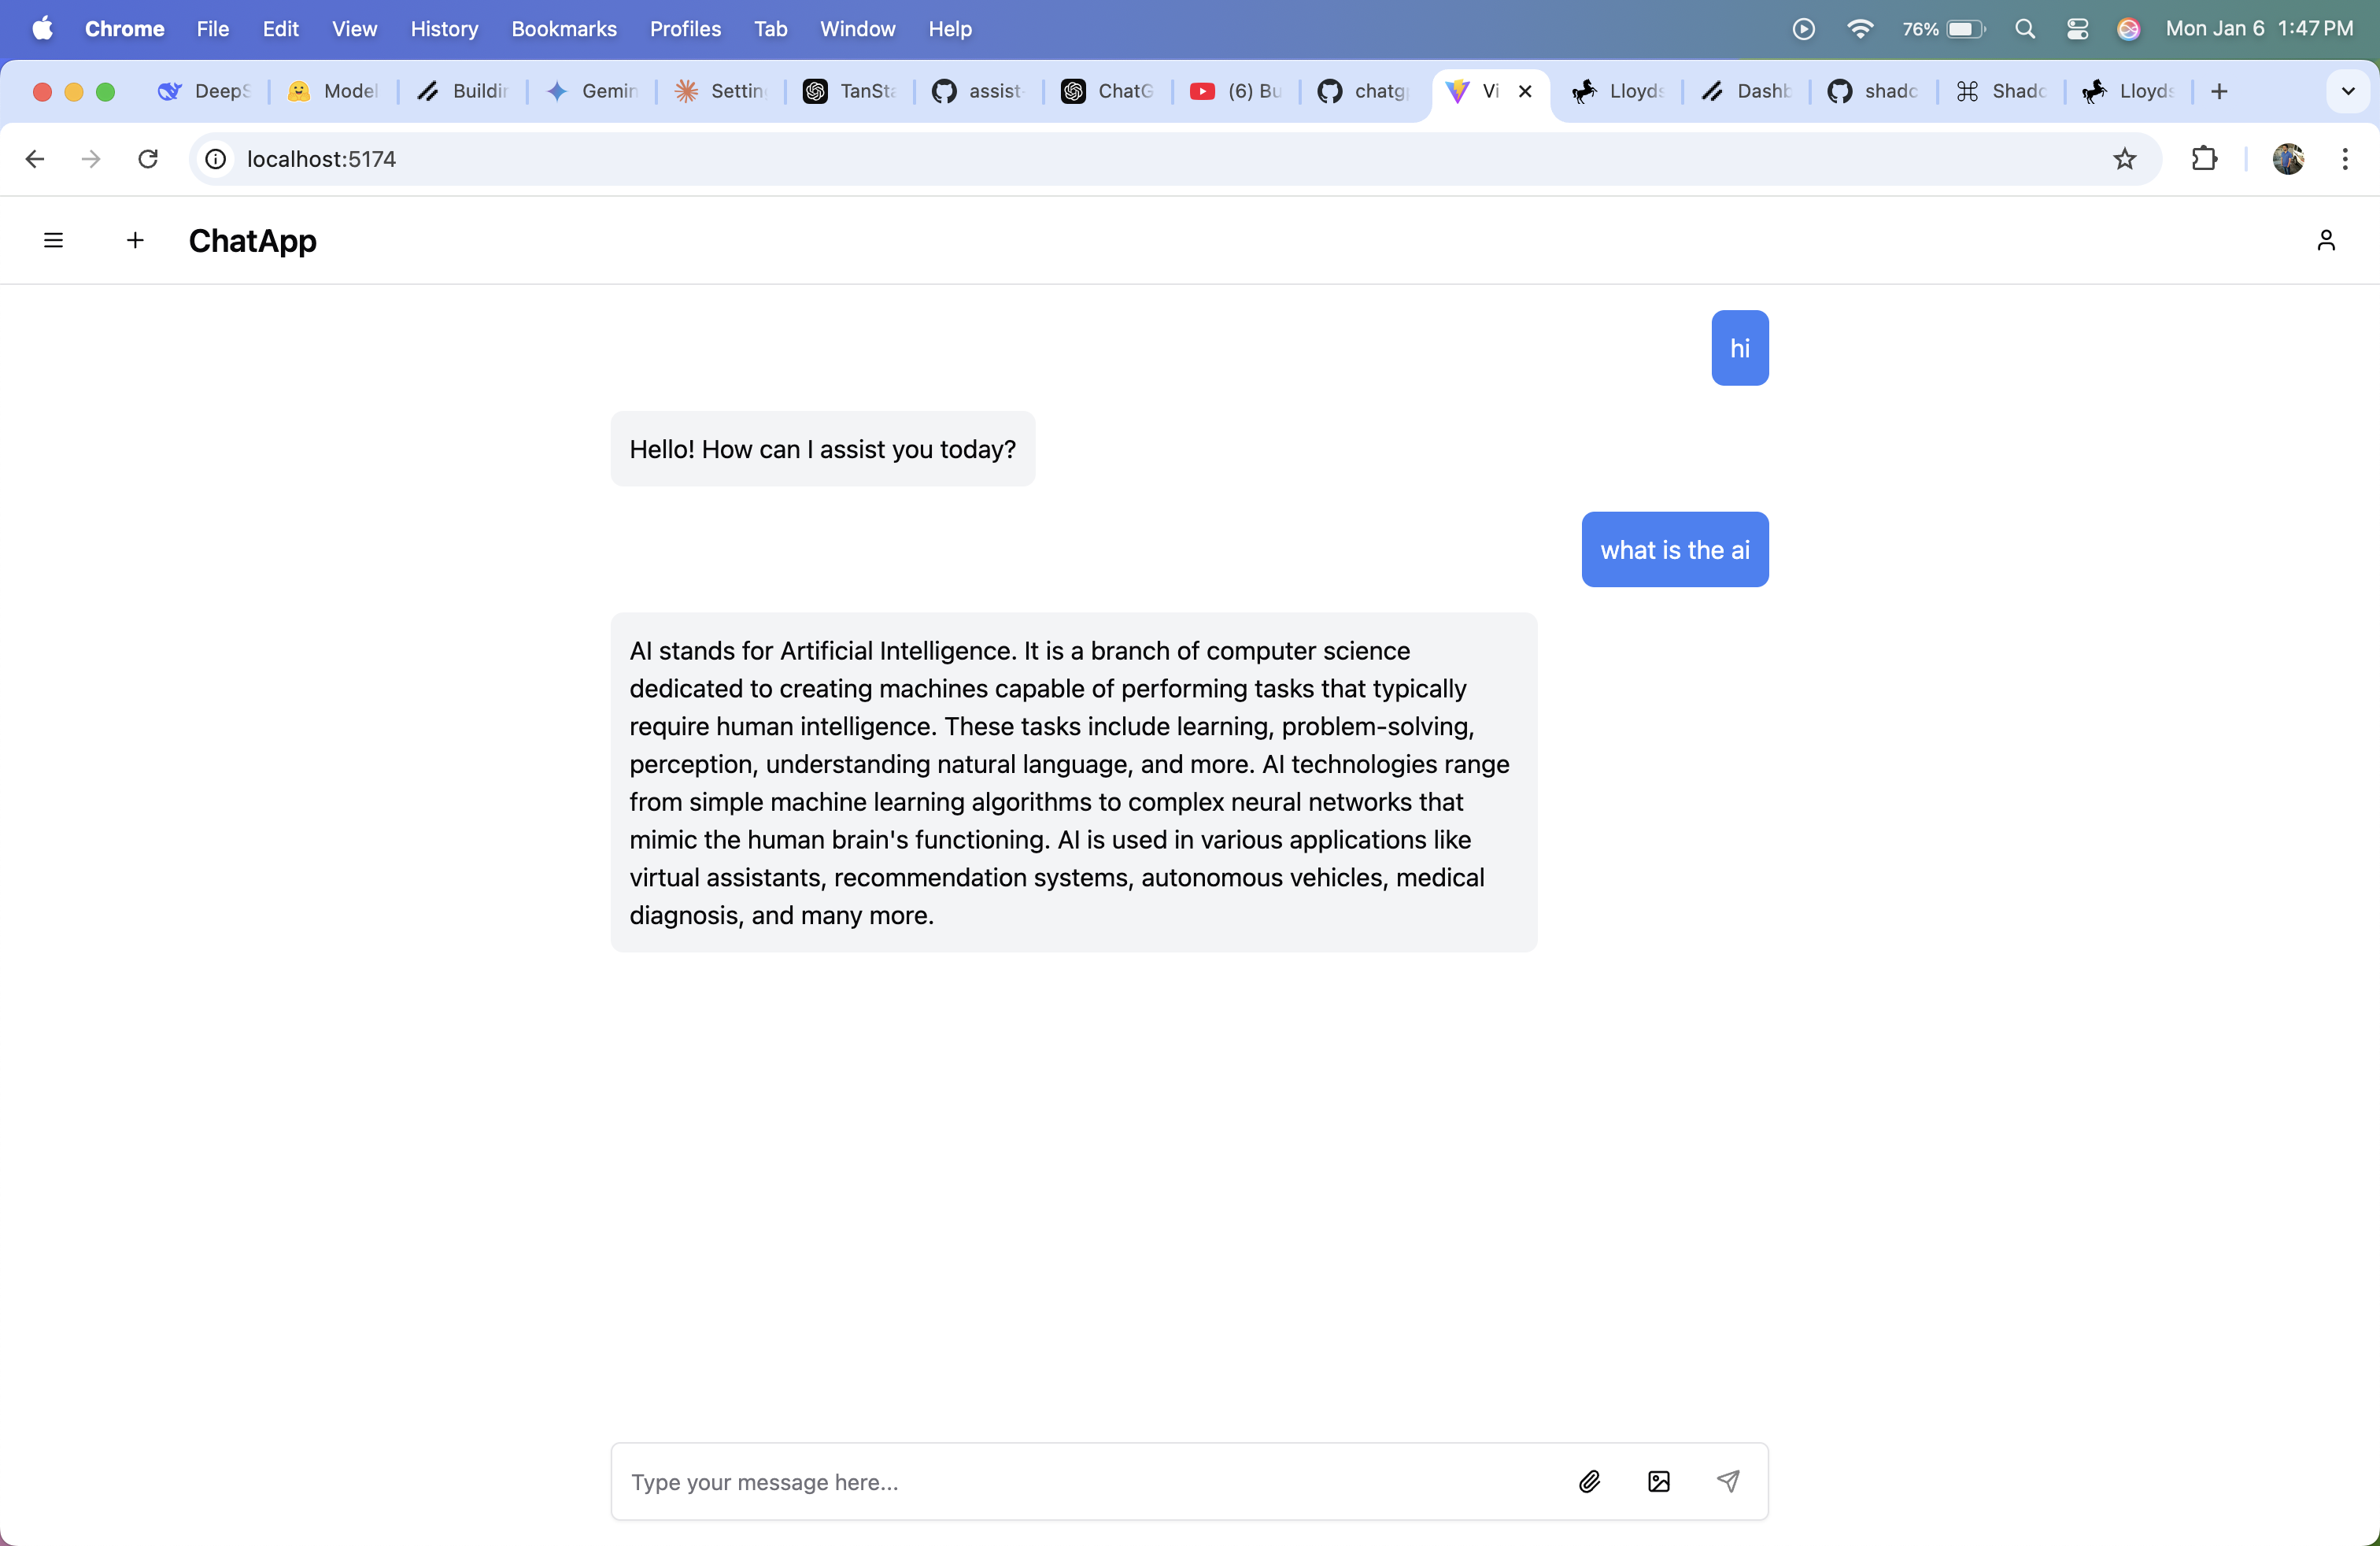 Chrome File Edit View History Bookmarks Profiles Tab Window Help 76% Mon Jan 6 1:47 PM
DeepS Model Buildin Gemin Setting TanSta assist- ChatG (6) Bu chatg Vi Lloyds Dashb shadc Shadc Lloyds
localhost:5174
ChatApp
hi
Hello! How can I assist you today?
what is the ai
AI stands for Artificial Intelligence. It is a branch of computer science
dedicated to creating machines capable of performing tasks that typically
require human intelligence. These tasks include learning, problem-solving,
perception, understanding natural language, and more. AI technologies range
from simple machine learning algorithms to complex neural networks that
mimic the human brain's functioning. AI is used in various applications like
virtual assistants, recommendation systems, autonomous vehicles, medical
diagnosis, and many more.
Type your message here...